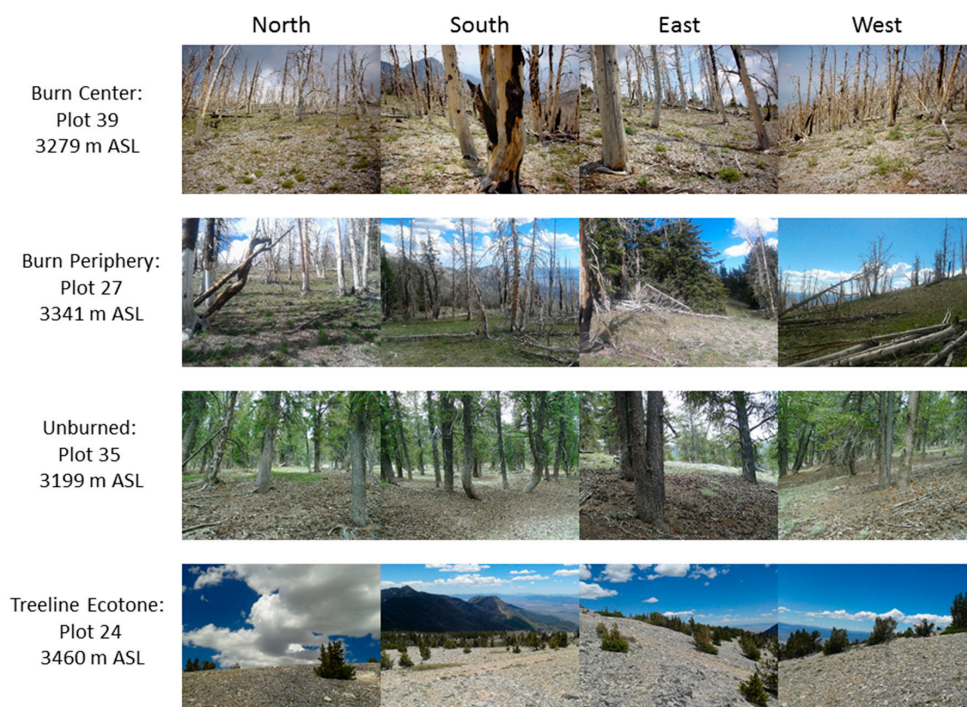 North South East West
Burn Center:
Plot 39
3279 m ASL
Burn Periphery:
Plot 27
3341 m ASL
Unburned:
Plot 35
3199 m ASL
Treeline Ecotone:
Plot 24
3460 m ASL